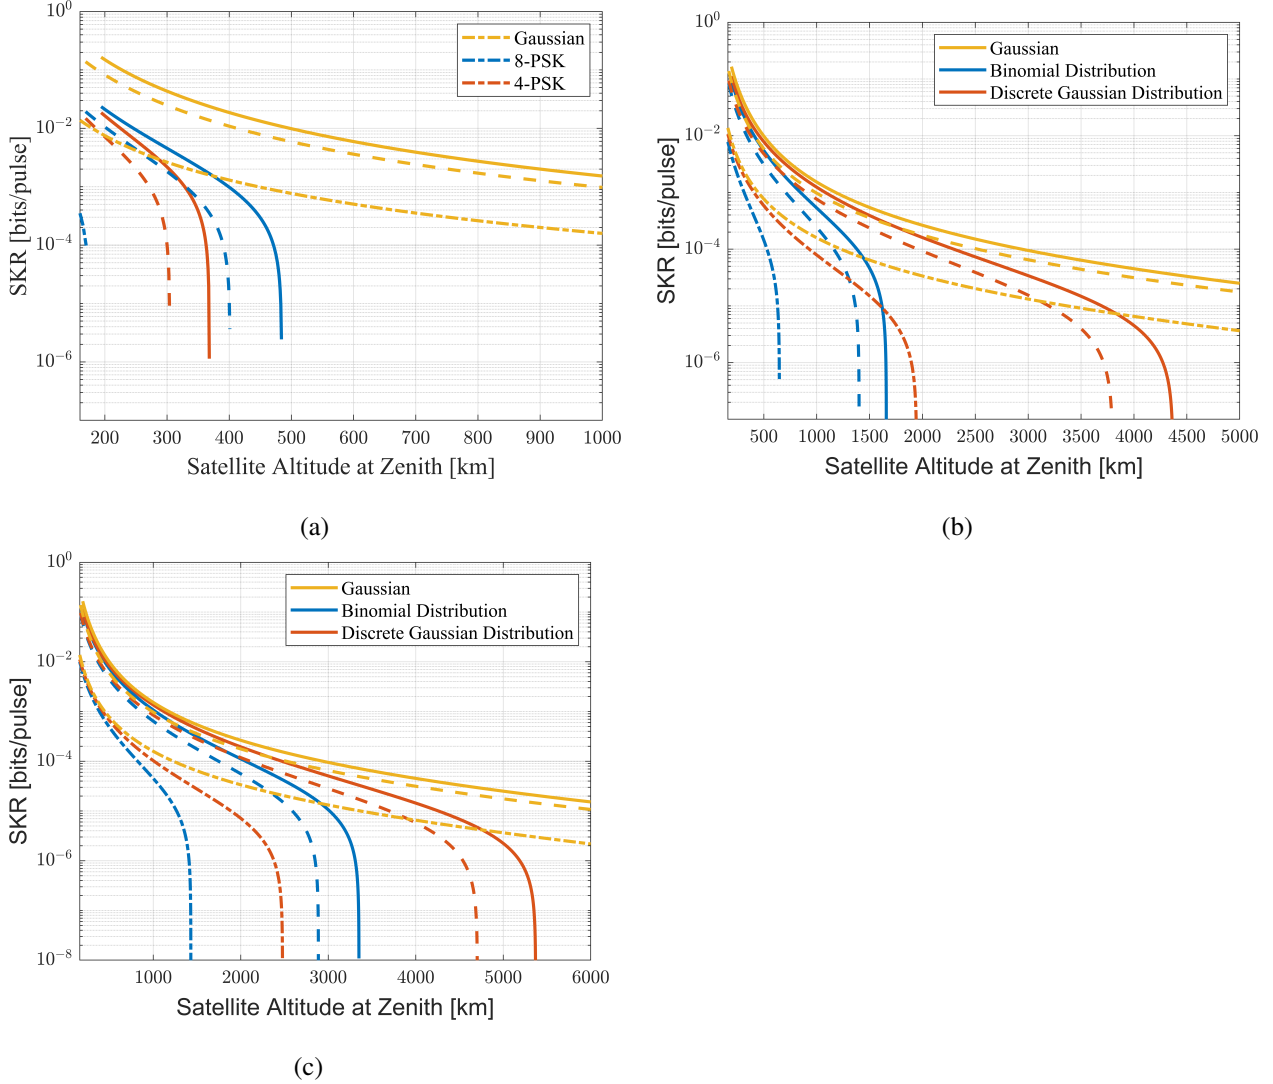 10^0
10^-2
10^-4
10^-6
SKR [bits/pulse]
Gaussian
8-PSK
4-PSK
200 300 400 500 600 700 800 900 1000
Satellite Altitude at Zenith [km]
(a)
10^0
10^-2
10^-4
10^-6
SKR [bits/pulse]
Gaussian
Binomial Distribution
Discrete Gaussian Distribution
500 1000 1500 2000 2500 3000 3500 4000 4500 5000
Satellite Altitude at Zenith [km]
(b)
10^0
10^-2
10^-4
10^-6
10^-8
SKR [bits/pulse]
Gaussian
Binomial Distribution
Discrete Gaussian Distribution
1000 2000 3000 4000 5000 6000
Satellite Altitude at Zenith [km]
(c)